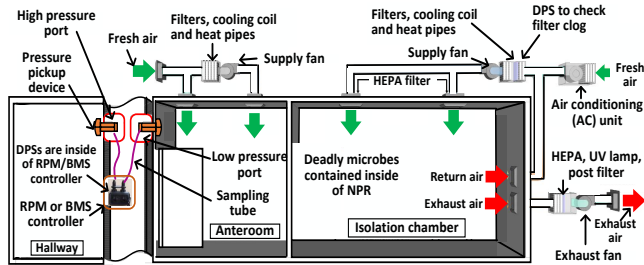 High pressure
port
Pressure
pickup
device
Fresh air
Filters, cooling coil
and heat pipes
Supply fan
Filters, cooling coil
and heat pipes
DPS to check
filter clog
Supply fan
HEPA filter
Fresh
air
Air conditioning
(AC) unit
DPSs are inside
of RPM/BMS
controller
RPM or BMS
controller
Low pressure
port
Sampling
tube
Deadly microbes
contained inside
of NPR
Return air
Exhaust air
HEPA, UV lamp,
post filter
Exhaust
air
Exhaust fan
Hallway
Anteroom
Isolation chamber